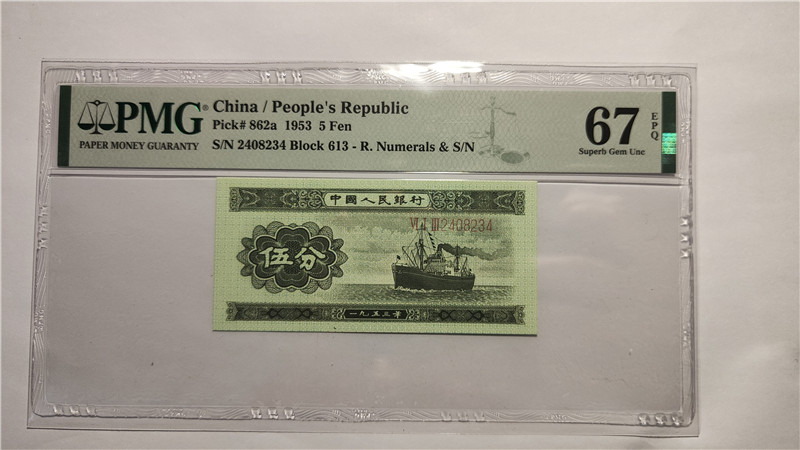 PMG®
PAPER MONEY GUARANTY
China / People's Republic
Pick# 862a 1953 5 Fen
S/N 2408234 Block 613 - R. Numerals & S/N
67
EPQ
Superb Gem Unc
中國人民銀行
VI I III 2408234
伍分
一九五三年